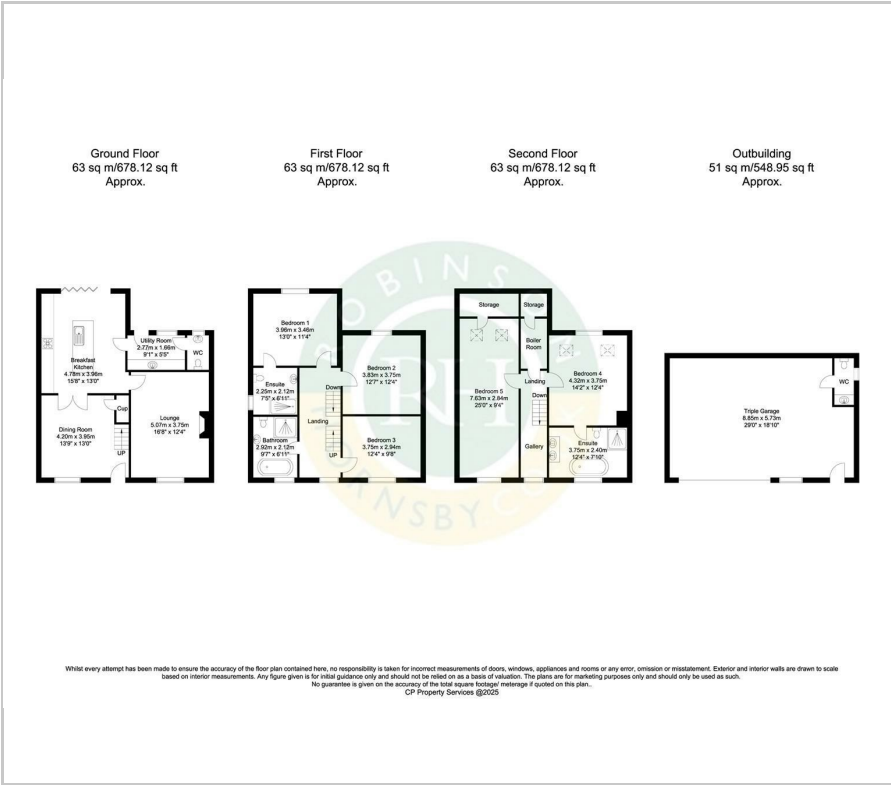 Ground Floor
63 sq m/678.12 sq ft
Approx.
First Floor
63 sq m/678.12 sq ft
Approx.
Second Floor
63 sq m/678.12 sq ft
Approx.
Outbuilding
51 sq m/548.95 sq ft
Approx.
Breakfast
Kitchen
4.78m x 3.96m
15'8" x 13'0"
Utility Room
2.77m x 1.66m
9'1" x 5'5"
WC
Cup
Dining Room
4.20m x 3.95m
13'9" x 13'0"
UP
Lounge
5.07m x 3.75m
16'8" x 12'4"
Bedroom 1
3.96m x 3.46m
13'0" x 11'4"
Bedroom 2
3.83m x 3.75m
12'7" x 12'4"
Ensuite
2.25m x 2.12m
7'5" x 6'11"
Down
Landing
Bathroom
2.92m x 2.12m
9'7" x 6'11"
UP
Bedroom 3
3.75m x 2.94m
12'4" x 9'8"
Storage
Storage
Boiler
Room
Bedroom 4
4.32m x 3.75m
14'2" x 12'4"
Bedroom 5
7.63m x 2.84m
25'0" x 9'4"
Landing
Down
Gallery
Ensuite
3.75m x 2.40m
12'4" x 7'10"
WC
Triple Garage
8.85m x 5.73m
29'0" x 18'10"
ROBINSON
RH
HORNSBY
Whilst every attempt has been made to ensure the accuracy of the floor plan contained here, no responsibility is taken for incorrect measurements of doors, windows, appliances and rooms or any error, omission or misstatement. Exterior and interior walls are drawn to scale
based on interior measurements. Any figure given is for initial guidance only and should not be relied on as a basis of valuation. The plans are for marketing purposes only and should only be used as such.
No guarantee is given on the accuracy of the total square footage/ meterage if quoted on this plan..
CP Property Services @2025